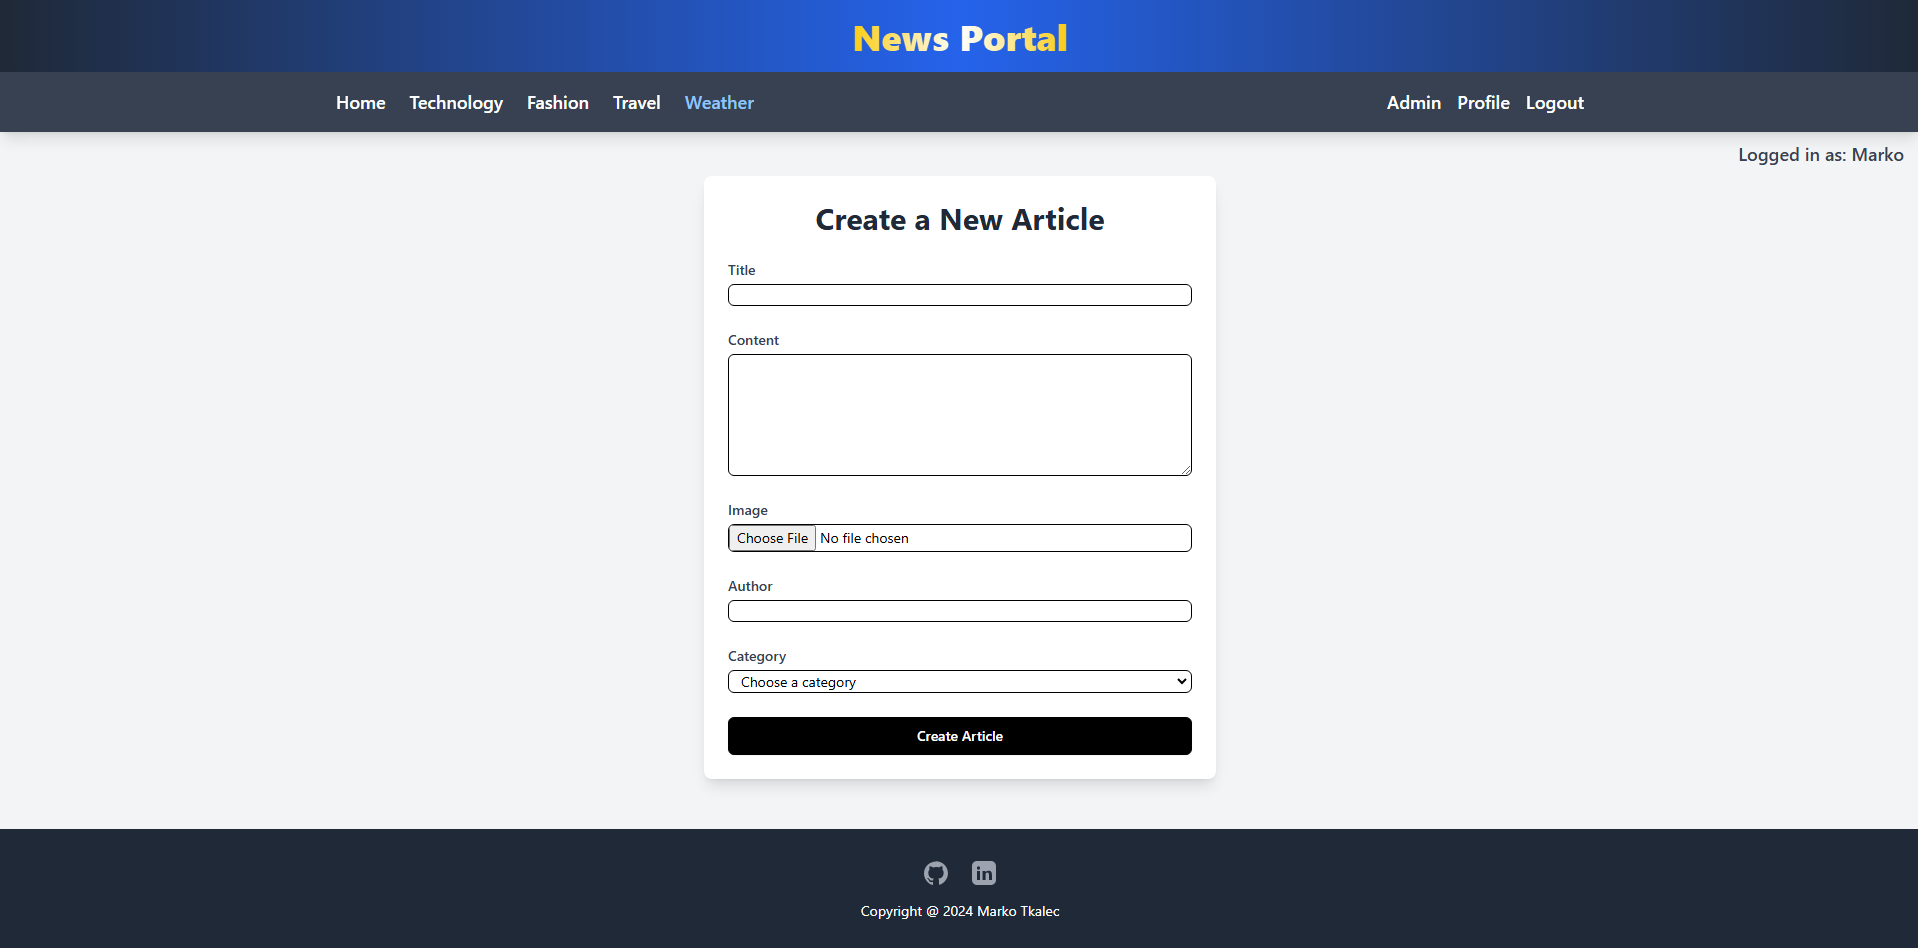 News Portal
Home Technology Fashion Travel Weather Admin Profile Logout
Logged in as: Marko
Create a New Article
Title
Content
Image
Choose File No file chosen
Author
Category
Choose a category
Create Article
in
Copyright @ 2024 Marko Tkalec